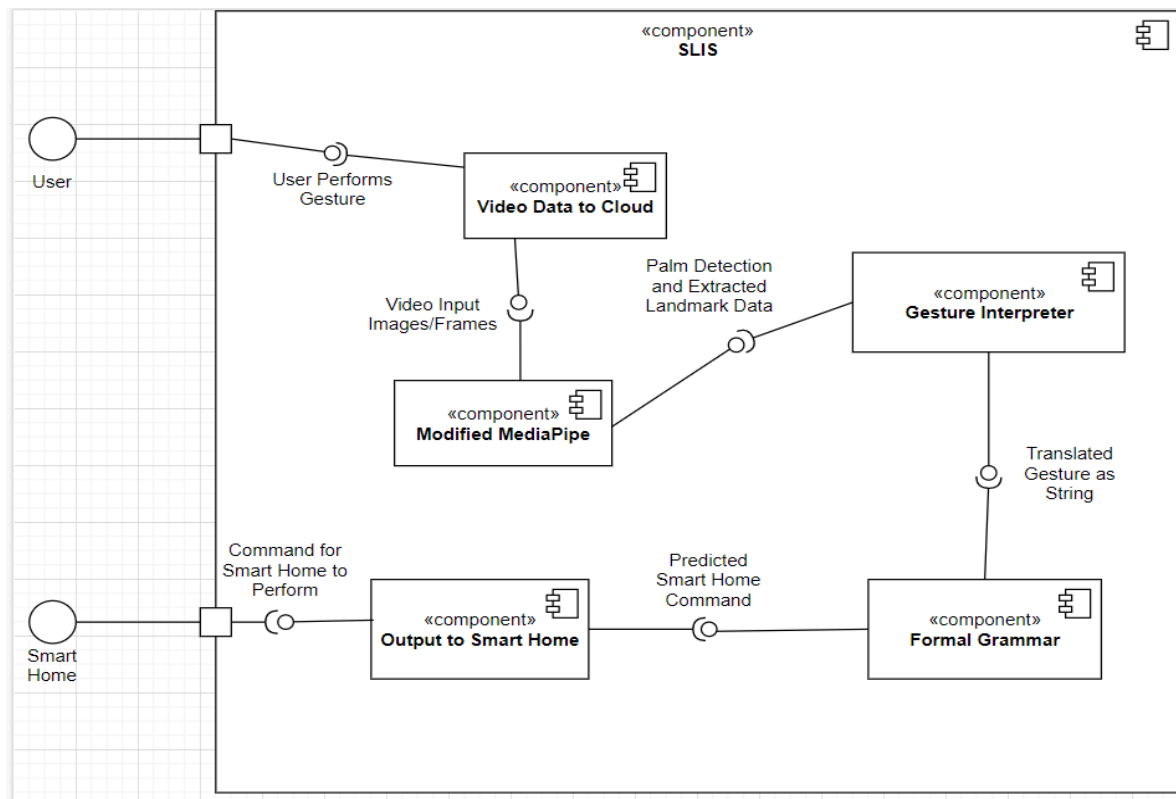 «component»
SLIS
User
User Performs
Gesture
«component»
Video Data to Cloud
Video Input
Images/Frames
Palm Detection
and Extracted
Landmark Data
«component»
Gesture Interpreter
«component»
Modified MediaPipe
Translated
Gesture as
String
Command for
Smart Home to
Perform
Predicted
Smart Home
Command
Smart
Home
«component»
Output to Smart Home
«component»
Formal Grammar